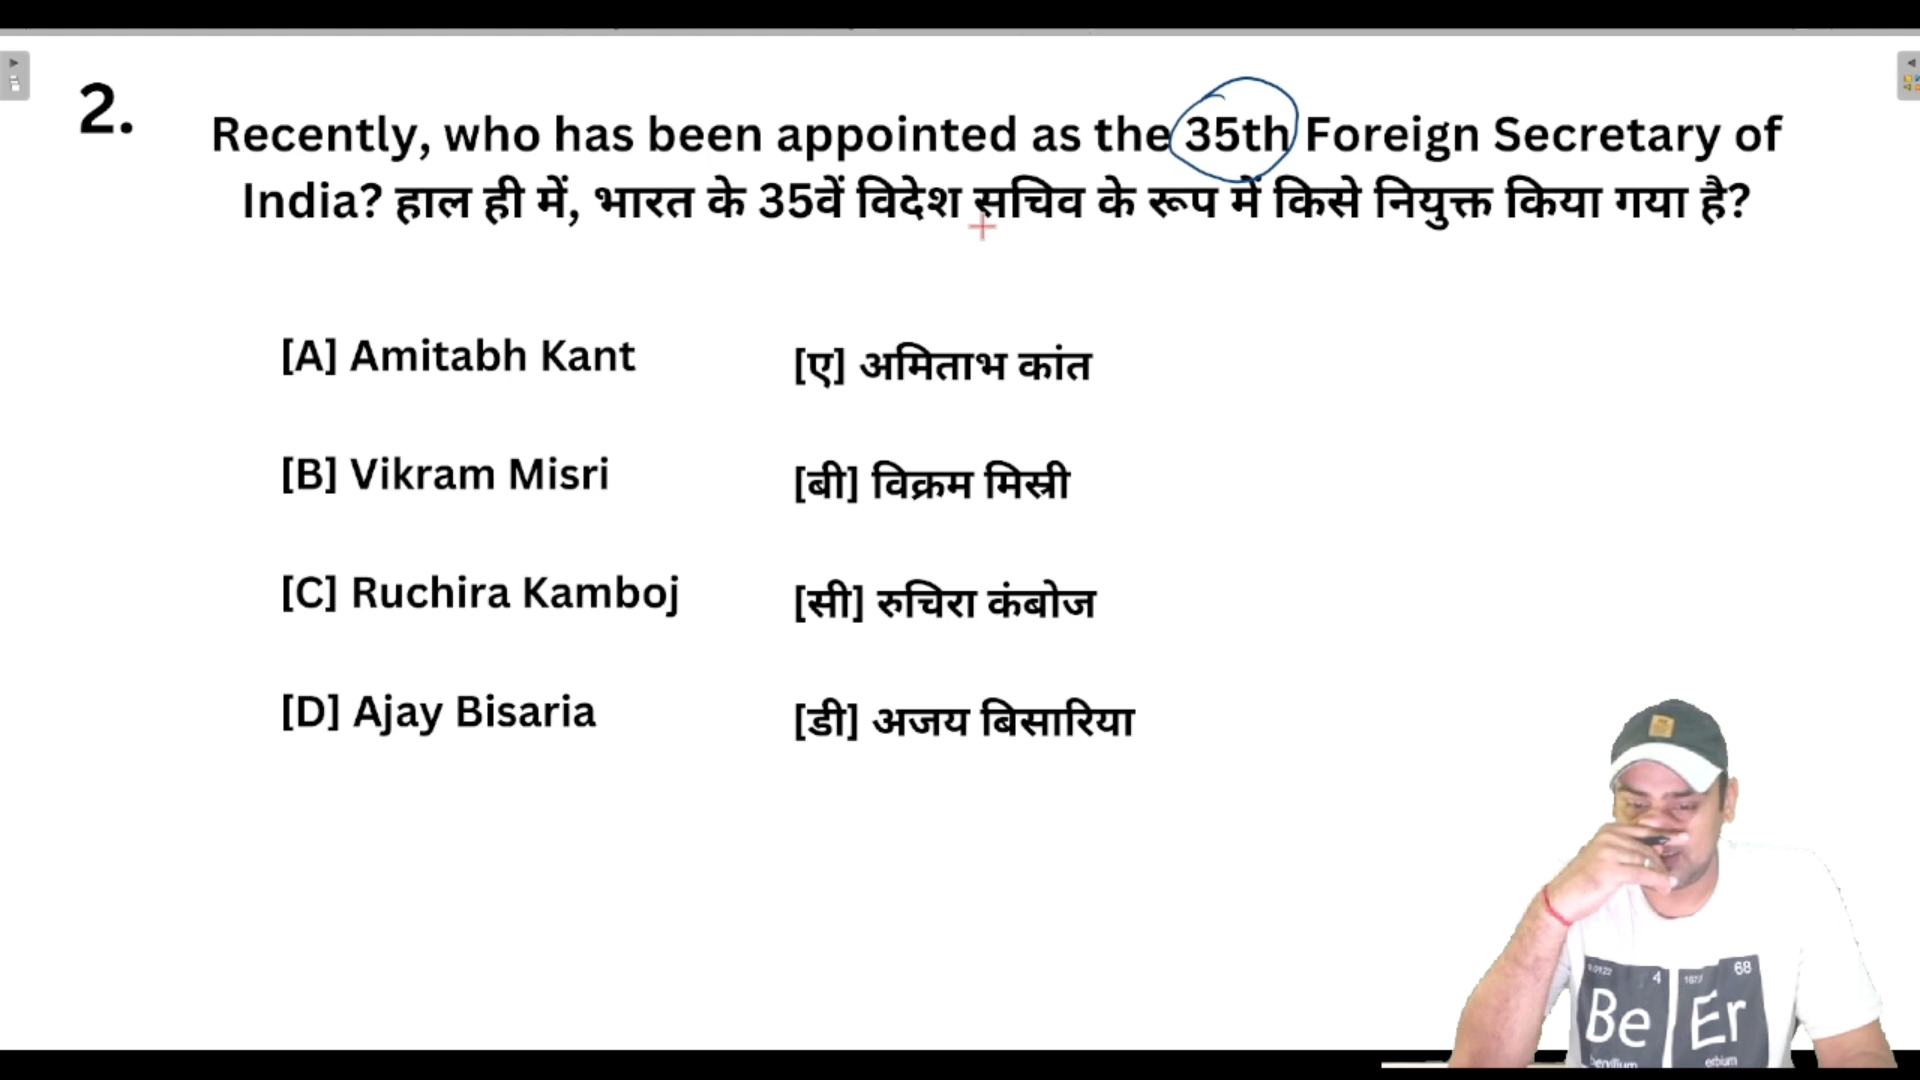 2.
Recently, who has been appointed as the 35th Foreign Secretary of
India? हाल ही में, भारत के 35वें विदेश सचिव के रूप में किसे नियुक्त किया गया है?
[A] Amitabh Kant [ए] अमिताभ कांत
[B] Vikram Misri [बी] विक्रम मिस्री
[C] Ruchira Kamboj [सी] रुचिरा कंबोज
[D] Ajay Bisaria [डी] अजय बिसारिया
4 68
Be Er
erbium